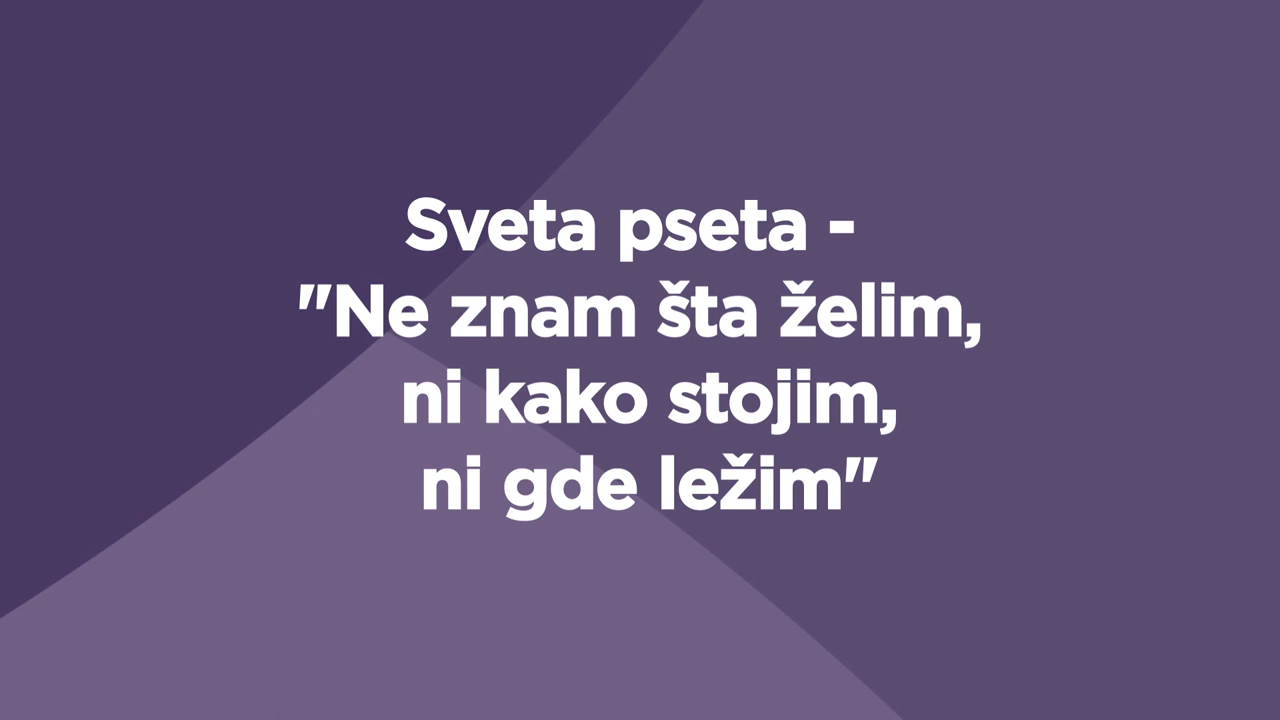 Sveta pseta -
"Ne znam šta želim,
ni kako stojim,
ni gde ležim"